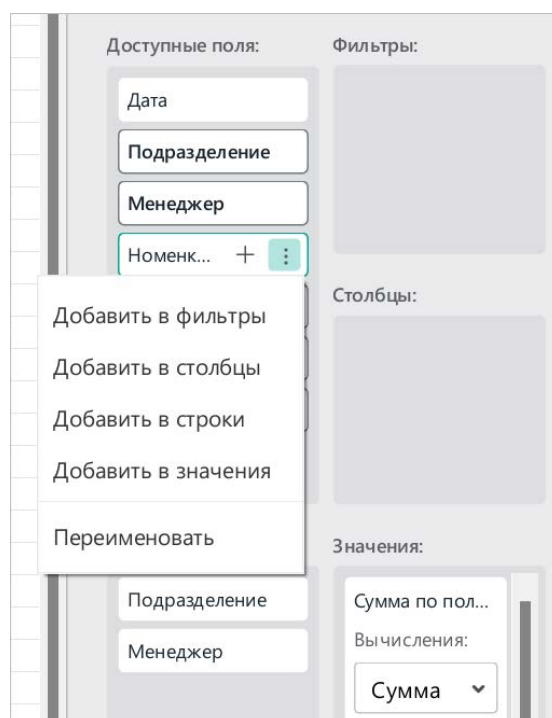 Доступные поля:
Фильтры:
Дата
Подразделение
Менеджер
Номенк...
Добавить в фильтры
Добавить в столбцы
Добавить в строки
Добавить в значения
Переименовать
Столбцы:
Подразделение
Менеджер
Значения:
Сумма по пол...
Вычисления:
Сумма